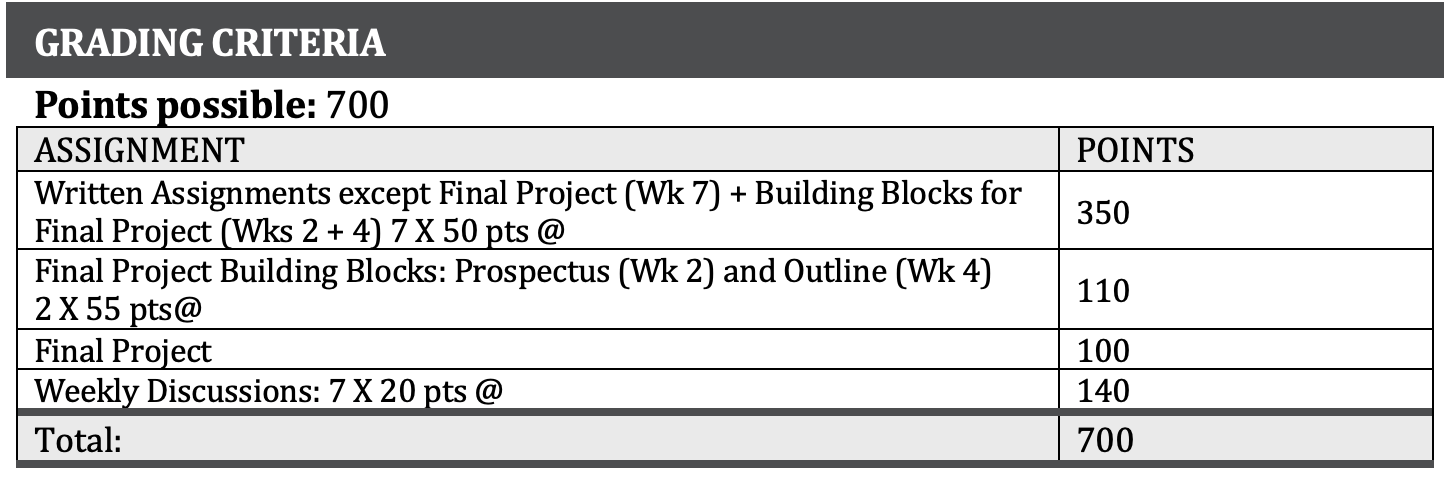 GRADING CRITERIA
Points possible: 700
ASSIGNMENT POINTS
Written Assignments except Final Project (Wk 7) + Building Blocks for
Final Project (Wks 2 + 4) 7 X 50 pts @ 350
Final Project Building Blocks: Prospectus (Wk 2) and Outline (Wk 4)
2 X 55 pts@ 110
Final Project 100
Weekly Discussions: 7 X 20 pts @ 140
Total: 700